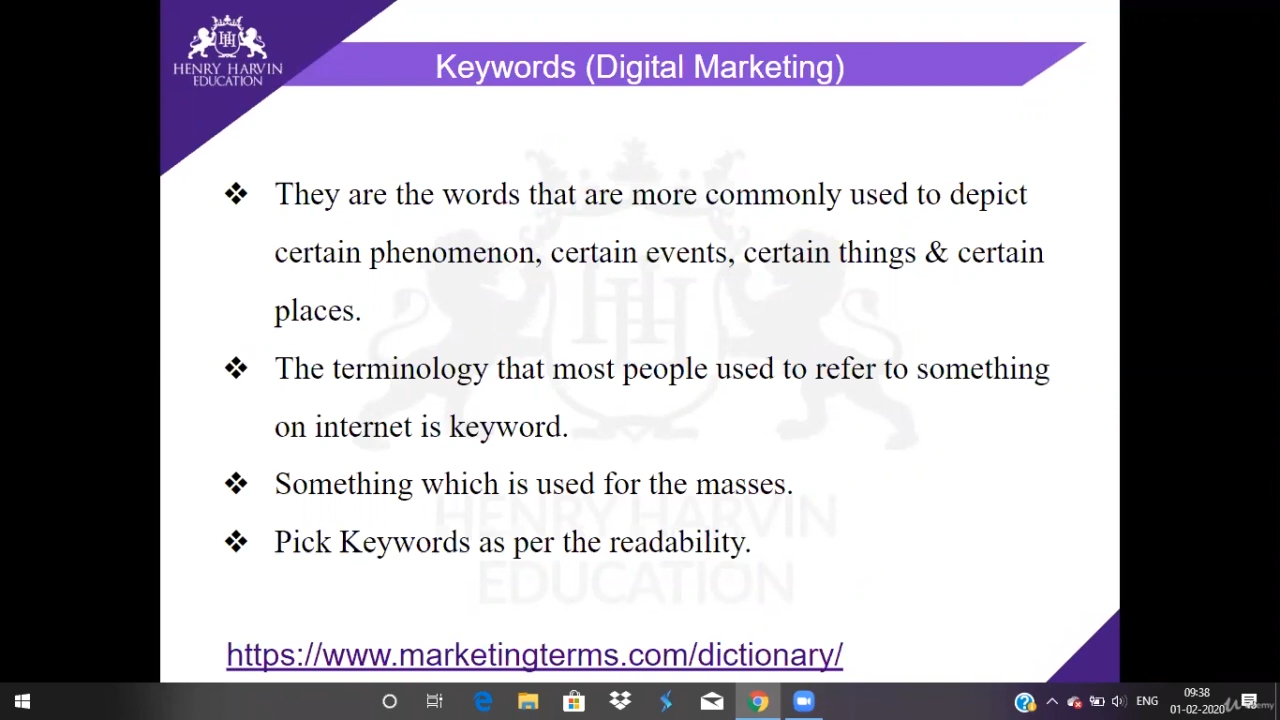 HENRY HARVIN
EDUCATION
Keywords (Digital Marketing)
❖ They are the words that are more commonly used to depict
certain phenomenon, certain events, certain things & certain
places.
❖ The terminology that most people used to refer to something
on internet is keyword.
❖ Something which is used for the masses.
❖ Pick Keywords as per the readability.
HENRY HARVIN
EDUCATION
https://www.marketingterms.com/dictionary/
ENG
09:38
01-02-2020